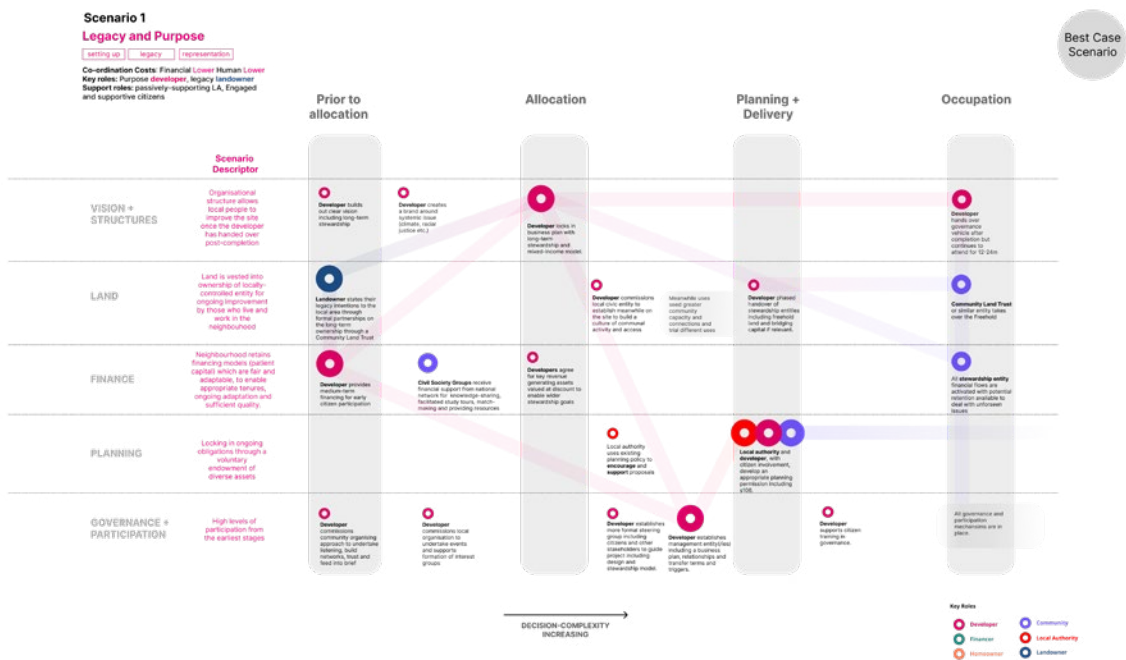 Scenario 1
Legacy and Purpose
setting up
legacy
representation
Co-ordination Costs: Financial Lower Human Lower
Key roles: Purpose developer, legacy landowner
Support roles: passively-supporting LA, Engaged
and supportive citizens
Best Case
Scenario
Prior to
allocation
Allocation
Planning +
Delivery
Occupation
Scenario
Descriptor
VISION +
STRUCTURES
Organisational
structure allows
local people to
improve the site
once the developer
has handed over
post-completion
Developer builds
out clear vision
including long-term
stewardship
Developer creates
a brand around
systemic issue
(climate, racial
justice etc.)
Developer locks in
business plan with
long-term
stewardship and
mixed-income model.
Developer
hands over
governance
vehicle after
completion but
continues to
attend for 12-24m
LAND
Land is vested into
ownership of locally-
controlled entity for
ongoing improvement
by those who live and
work in the
neighbouhood
Landowner states their
legacy intentions to the
local area through
formal partnerships on
the long-term
ownership through a
Community Land Trust
Developer commissions
local civic entity to
establish meanwhile on
the site to build a
culture of communal
activity and access
Meanwhile uses
seed greater
community
capacity and
connections and
trial different uses
Developer phased
handover of
stewardship entities
including freehold
land and bridging
capital if relevant.
Community Land Trust
or similar entity takes
over the Freehold
FINANCE
Neighbourhood retains
financing models (patient
capital) which are fair and
adaptable, to enable
appropriate tenures,
ongoing adaptation and
sufficient quality.
Developer provides
medium-term
financing for early
citizen participation
Civil Society Groups receive
financial support from national
network for knowledge-sharing,
facilitated study tours, match-
making and providing resources
Developers agree
for key revenue
generating assets
valued at discount to
enable wider
stewardship goals
All stewardship entity
financial flows are
activated with potential
retention available to
deal with unforseen
issues
PLANNING
Locking in ongoing
obligations through a
voluntary
endowment of
diverse assets
Local authority
uses existing
planning policy to
encourage and
support proposals
Local authority and
developer, with
citizen involvement,
develop an
appropriate planning
permission including
s106.
GOVERNANCE +
PARTICIPATION
High levels of
participation from
the earliest stages
Developer
commissions
community organising
approach to undertake
listening, build
networks, trust and
feed into brief
Developer
commissions local
organisation to
undertake events
and supports
formation of interest
groups
Developer establishes
more formal steering
group including
citizens and other
stakeholders to guide
project including
design and
stewardship model.
Developer establishes
management entity(ies)
including a business
plan, relationships and
transfer terms and
triggers.
Developer
supports citizen
training in
governance.
All governance and
participation
mechanisms are in
place.
DECISION-COMPLEXITY
INCREASING
Key Roles
Developer
Community
Financer
Local Authority
Homeowner
Landowner